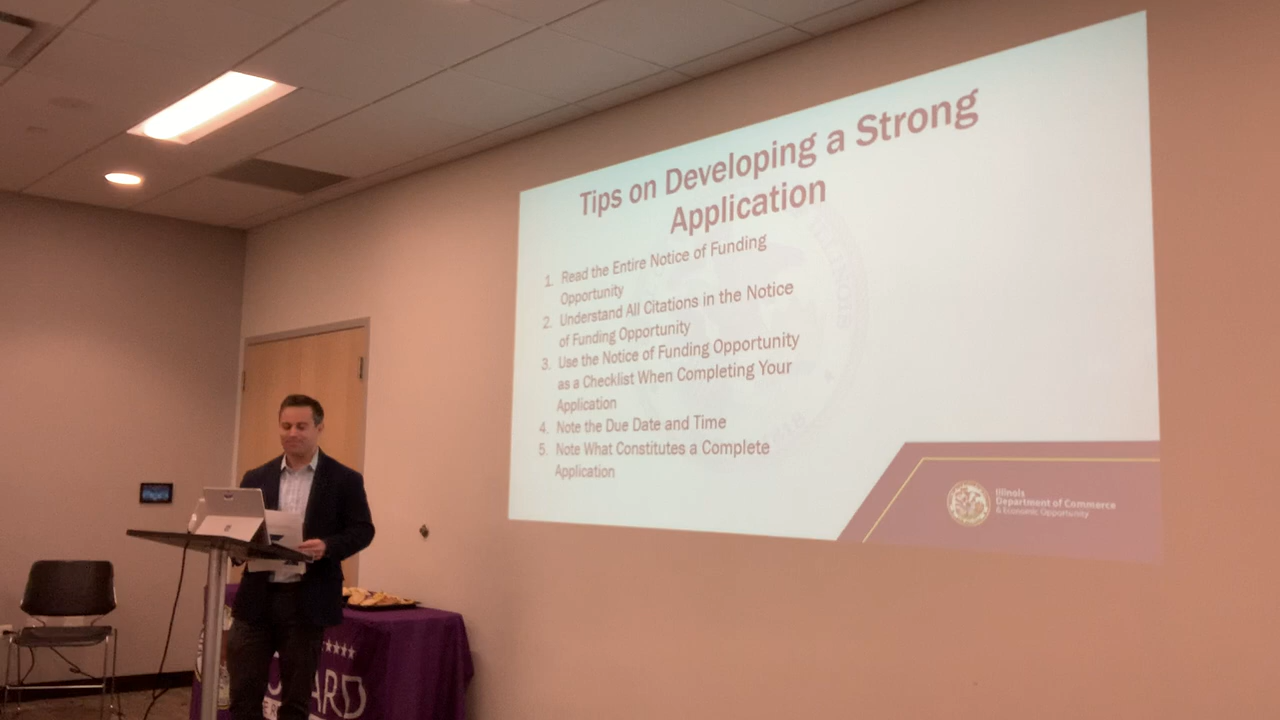 Tips on Developing a Strong
Application
1. Read the Entire Notice of Funding
Opportunity
2. Understand All Citations in the Notice
of Funding Opportunity
3. Use the Notice of Funding Opportunity
as a Checklist When Completing Your
Application
4. Note the Due Date and Time
5. Note What Constitutes a Complete
Application
Illinois
Department of Commerce
& Economic Opportunity